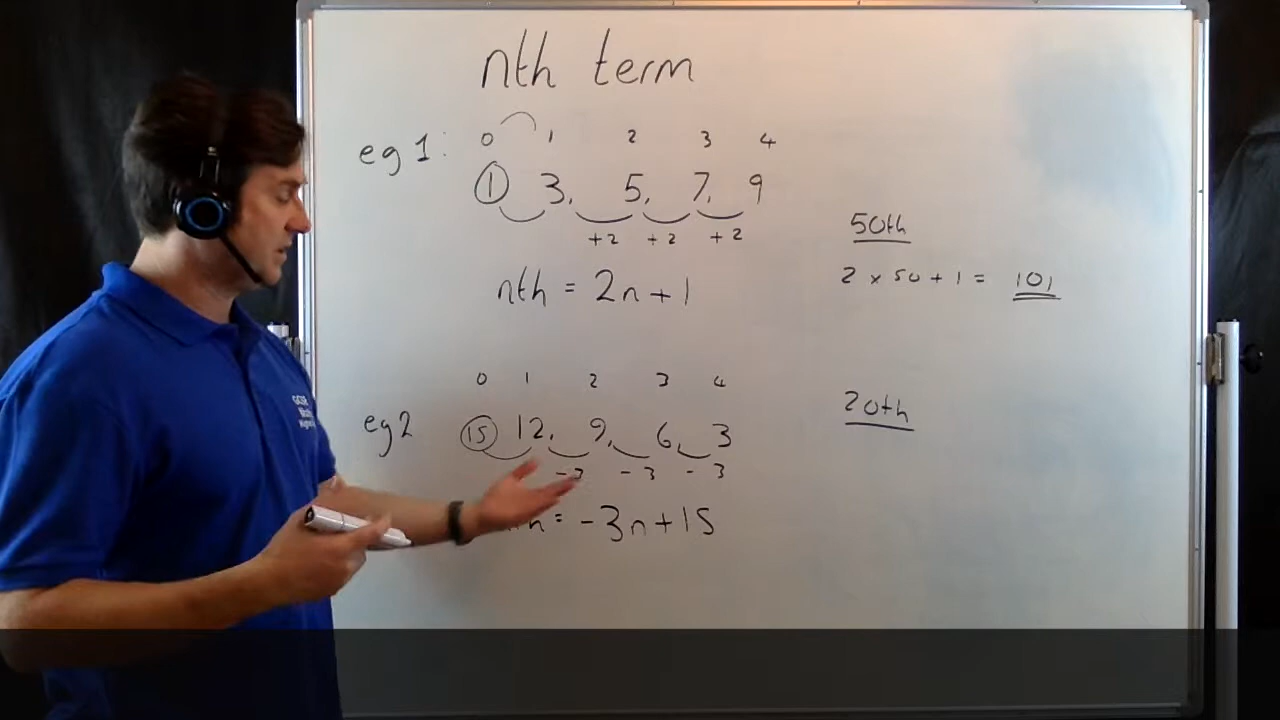 nth term
eg 1: 0 1 2 3 4
1 3, 5, 7, 9
+2 +2 +2
nth = 2n+1
50th
2 x 50 + 1 = 101
0 1 2 3 4
eg2 15 12, 9, 6, 3
-3 -3 -3
= -3n+15
20th
GCSE